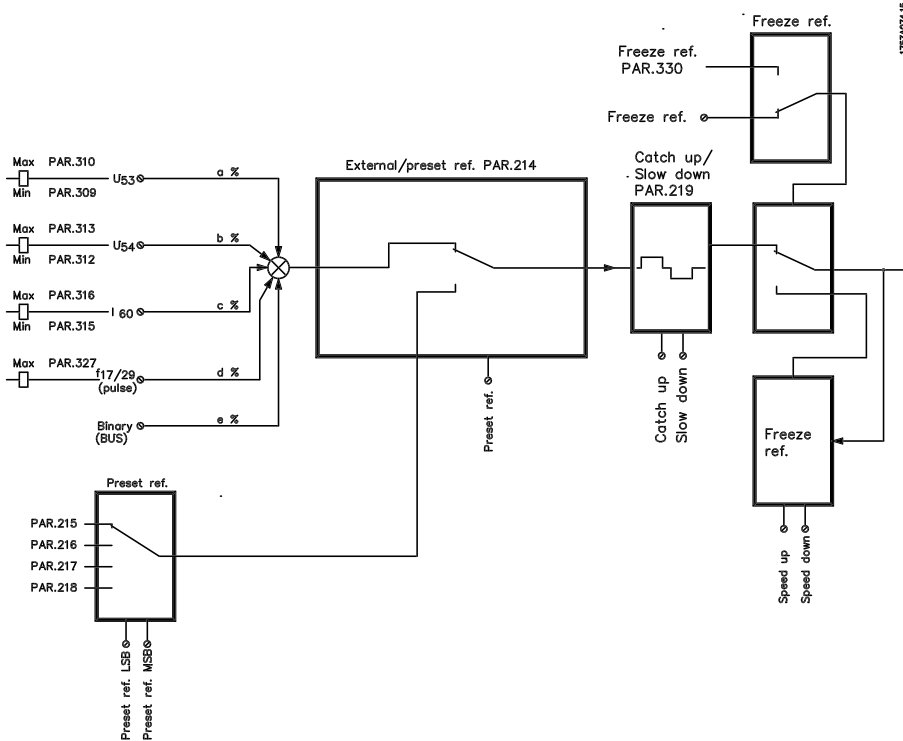 Freeze ref.
Freeze ref.
PAR.330
Freeze ref.
Max PAR.310
U53
Min PAR.309
a %
External/preset ref. PAR.214
Catch up/
Slow down
PAR.219
Max PAR.313
U54
Min PAR.312
b %
Max PAR.316
I 60
Min PAR.315
c %
Max PAR.327
f17/29
(pulse)
d %
Binary
(BUS)
e %
Preset ref.
Catch up
Slow down
Freeze
ref.
Speed up
Speed down
Preset ref.
PAR.215
PAR.216
PAR.217
PAR.218
Preset ref. LSB
Preset ref. MSB